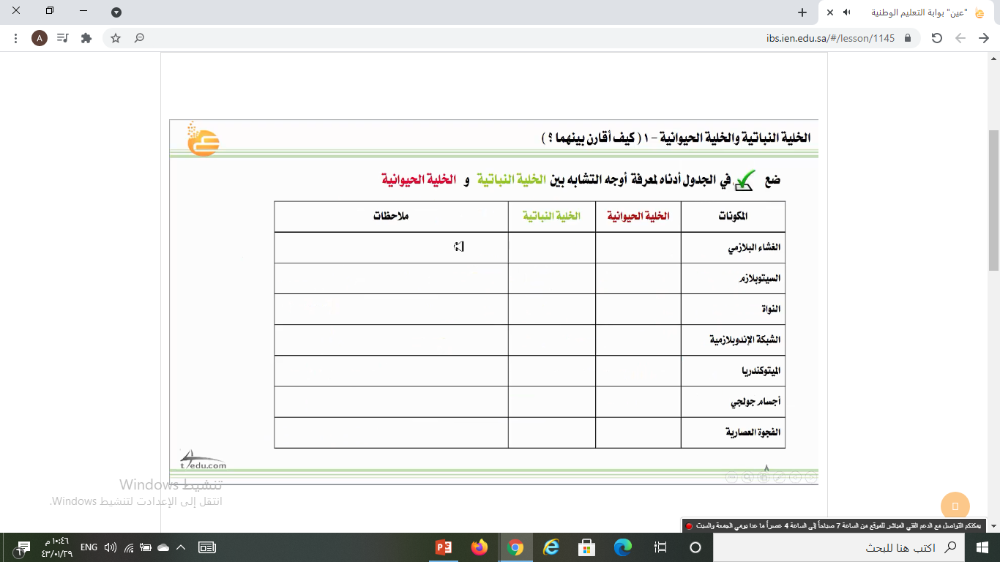 "عين" بوابة التعليم الوطنية
ibs.ien.edu.sa/#/lesson/1145
A
الخلية النباتية والخلية الحيوانية - ١ ( كيف أقارن بينهما ؟ )
ضع في الجدول أدناه لمعرفة أوجه التشابه بين الخلية النباتية و الخلية الحيوانية
المكونات الخلية الحيوانية الخلية النباتية ملاحظات
الغشاء البلازمي
السيتوبلازم
النواة
الشبكة الإندوبلازمية
الميتوكندريا
أجسام جولجي
الفجوة العصارية
t4edu.com
٨
تنشيط Windows
انتقل إلى الإعدادت لتنشيط Windows.
يمكنكم التواصل مع الدعم الفني المباشر للموقع من الساعة 7 صباحاً إلى الساعة 4 عصراً ما عدا يومي الجمعة والسبت
اكتب هنا للبحث
ENG
١٠:٤٦ م
٤٣/٠١/٢٩
٦